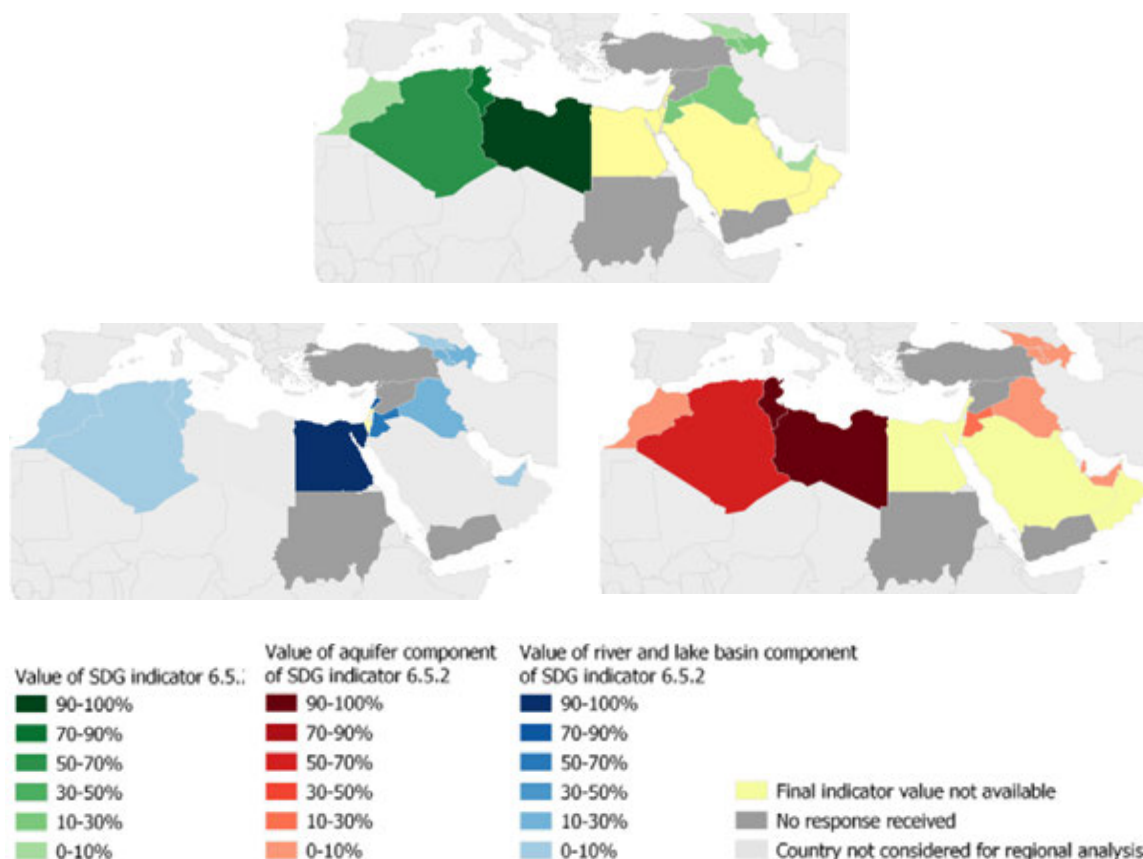 Value of SDG indicator 6.5.2
90-100%
70-90%
50-70%
30-50%
10-30%
0-10%
Value of aquifer component
of SDG indicator 6.5.2
90-100%
70-90%
50-70%
30-50%
10-30%
0-10%
Value of river and lake basin component
of SDG indicator 6.5.2
90-100%
70-90%
50-70%
30-50%
10-30%
0-10%
Final indicator value not available
No response received
Country not considered for regional analysis